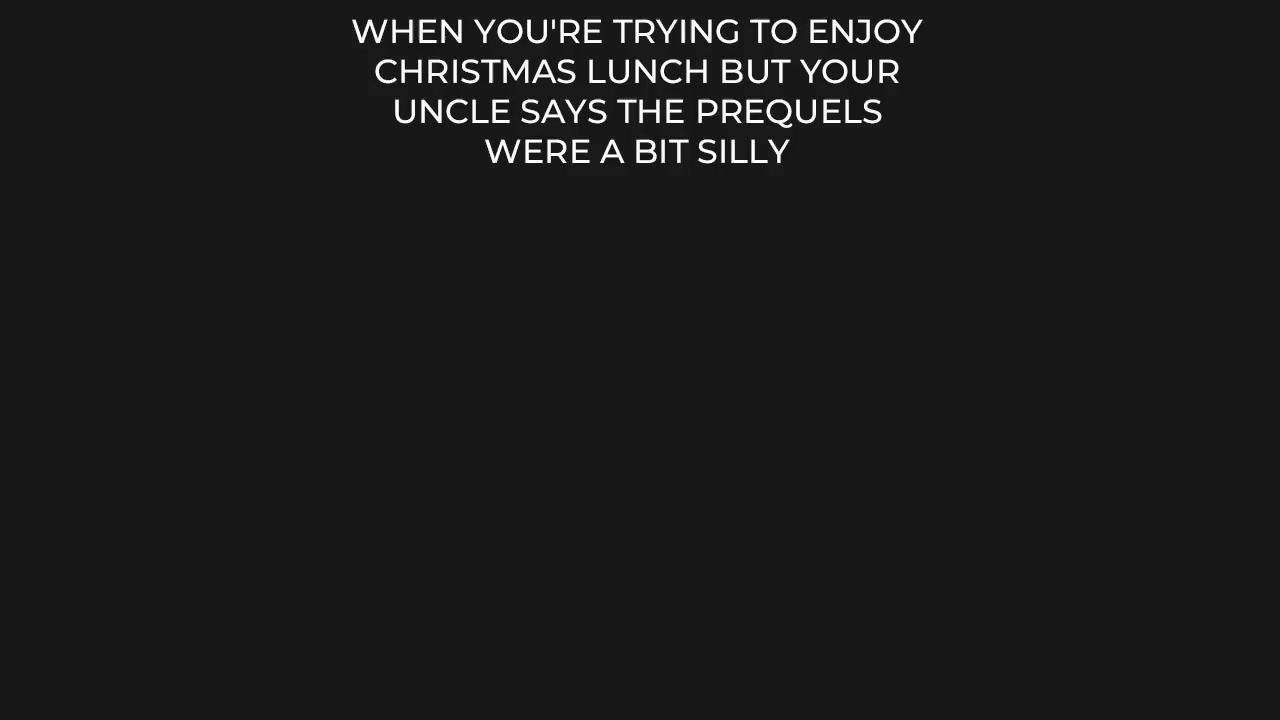 WHEN YOU'RE TRYING TO ENJOY
CHRISTMAS LUNCH BUT YOUR
UNCLE SAYS THE PREQUELS
WERE A BIT SILLY